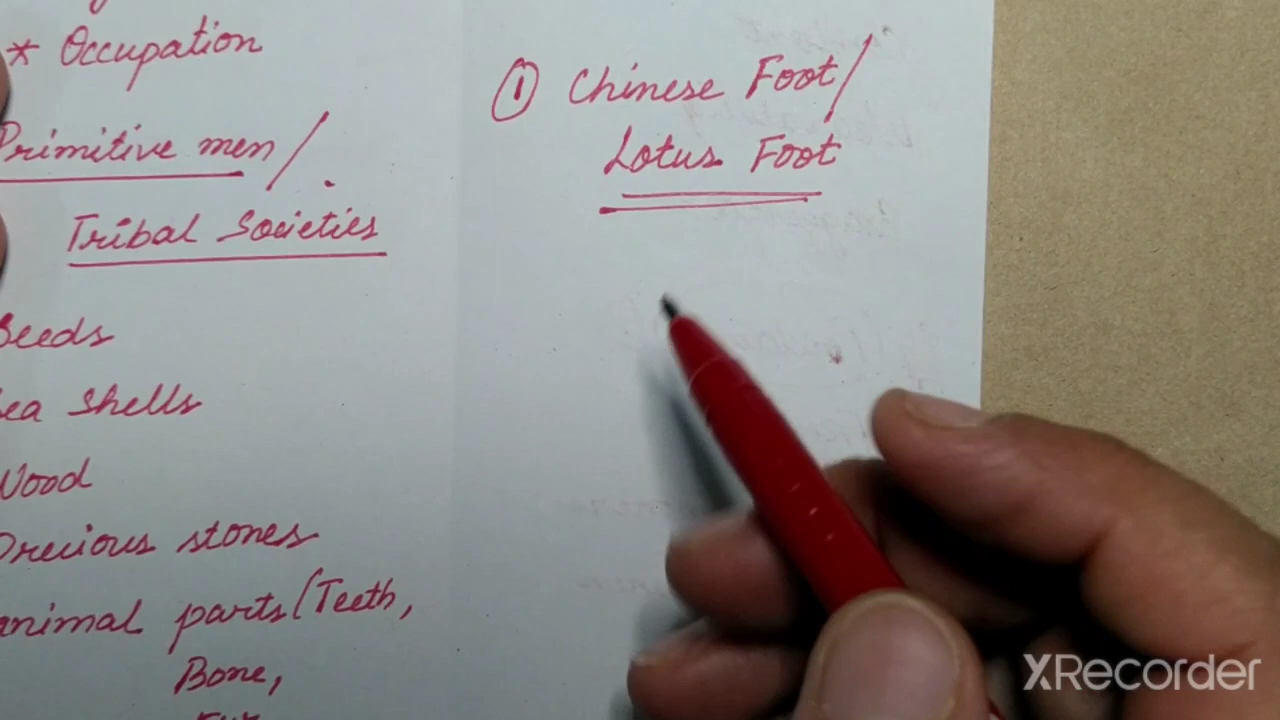 * Occupation
Primitive men /
Tribal Societies
Seeds
Sea Shells
Wood
Precious stones
animal parts (Teeth,
Bone,
① Chinese Foot/
Lotus Foot
XRecorder